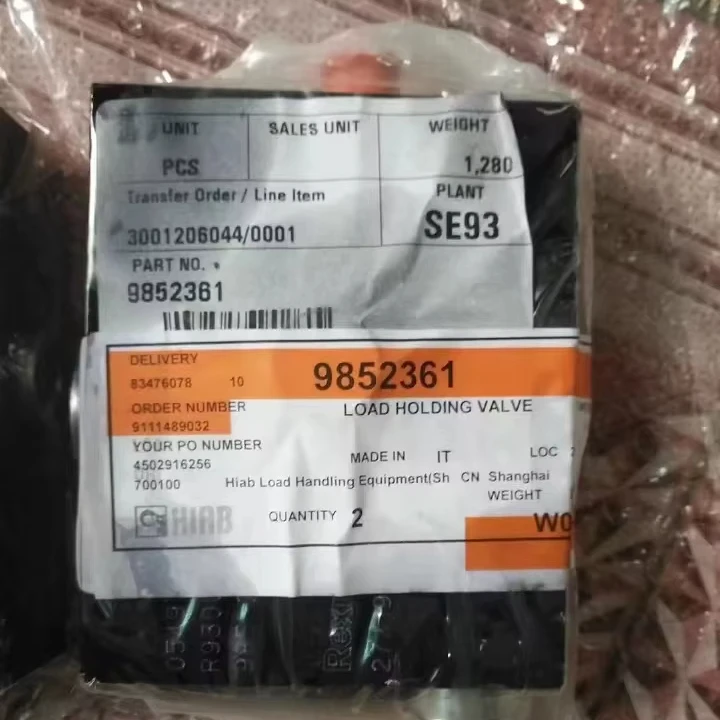 UNIT SALES UNIT WEIGHT
PCS 1,280
Transfer Order / Line Item PLANT
3001206044/0001 SE93
PART NO.
9852361
DELIVERY
83476078 10 9852361
ORDER NUMBER LOAD HOLDING VALVE
9111489032
YOUR PO NUMBER
4502916256 MADE IN IT LOC 2
700100 Hiab Load Handling Equipment(Sh CN Shanghai
WEIGHT
HIAB QUANTITY 2 WO